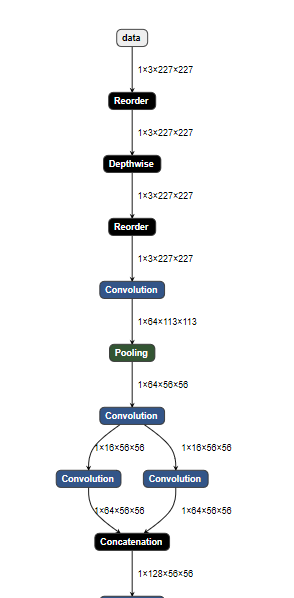 data
1×3×227×227
Reorder
1×3×227×227
Depthwise
1×3×227×227
Reorder
1×3×227×227
Convolution
1×64×113×113
Pooling
1×64×56×56
Convolution
1×16×56×56 1×16×56×56
Convolution Convolution
1×64×56×56 1×64×56×56
Concatenation
1×128×56×56